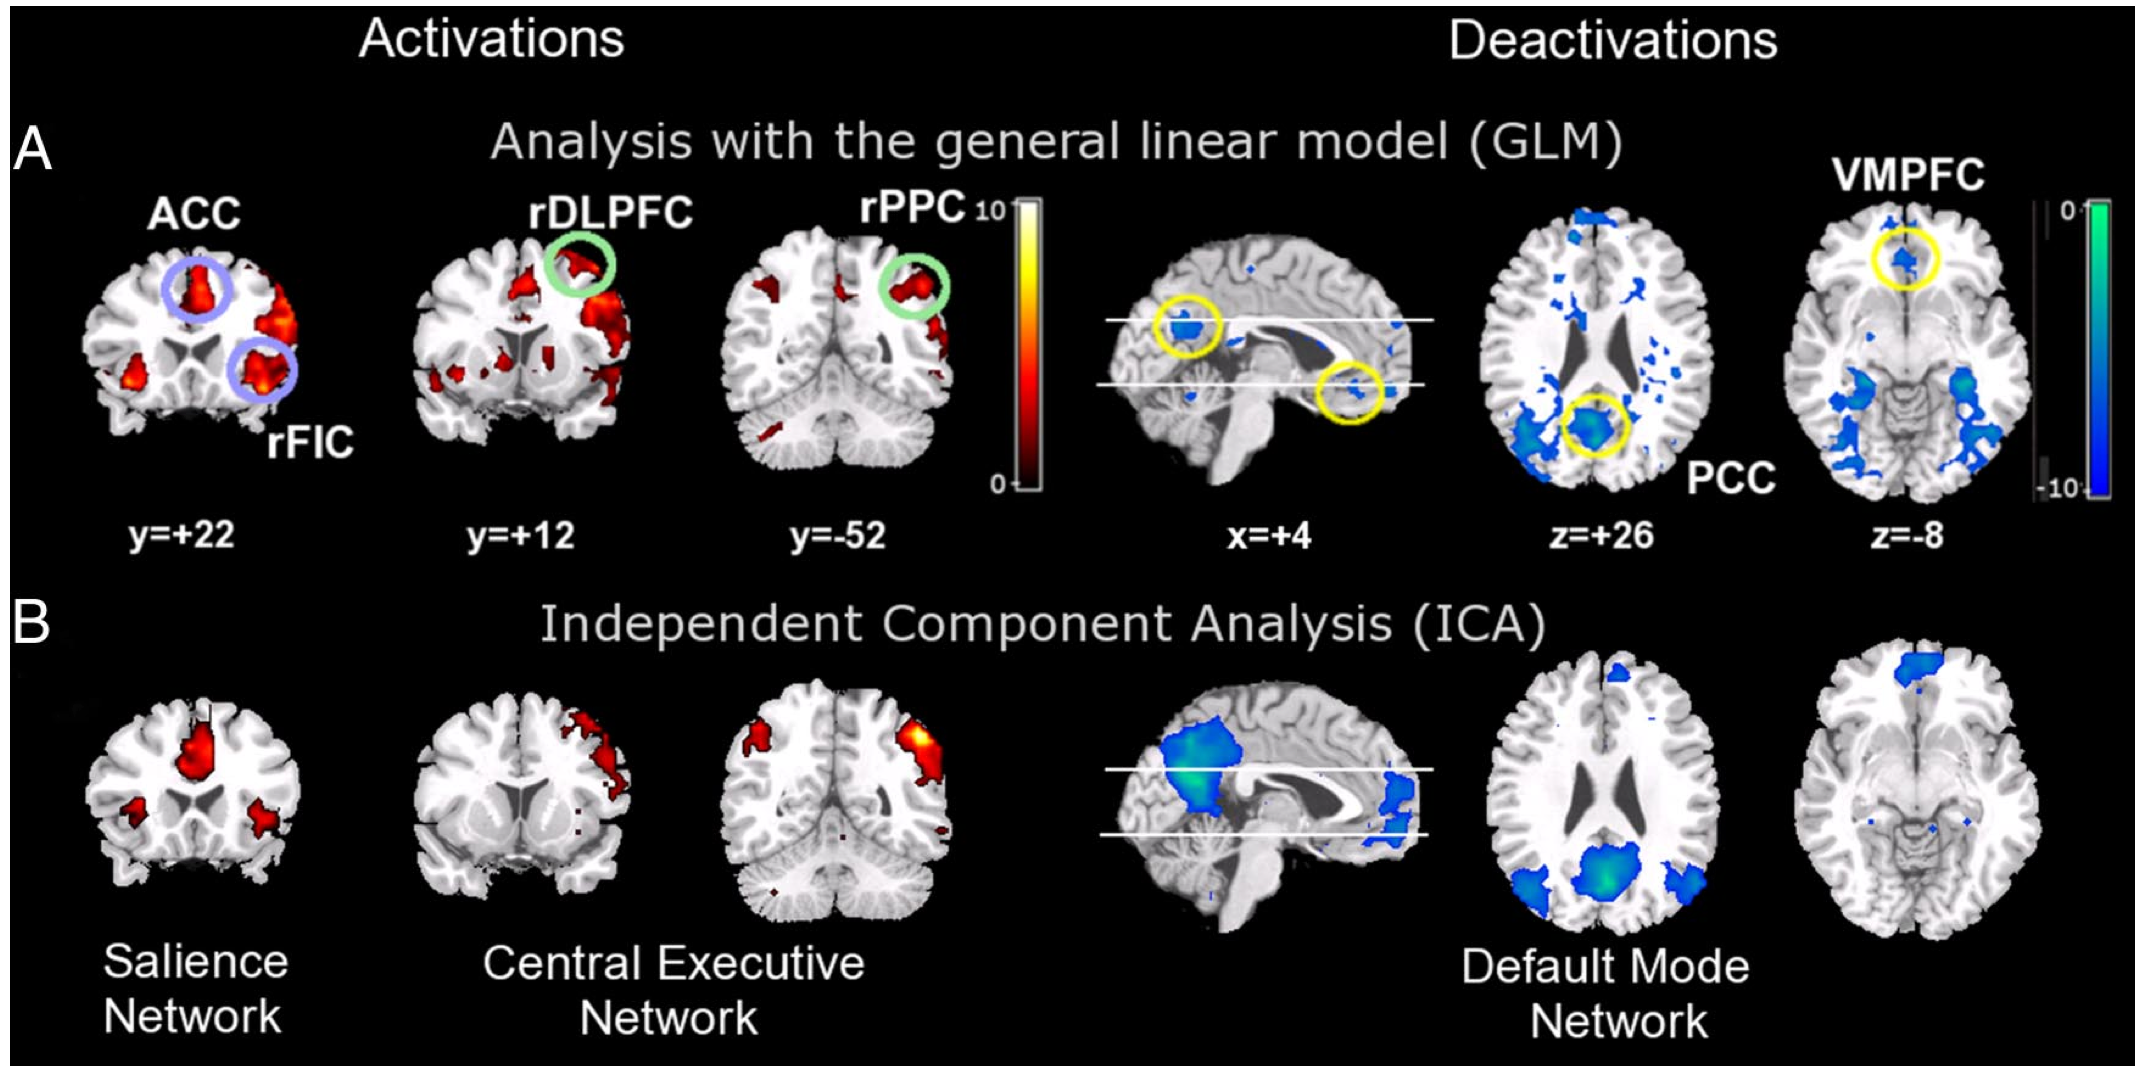 Activations
Deactivations
A
Analysis with the general linear model (GLM)
ACC
rDLPFC
rPPC
VMPFC
10
0
0
-10
rFIC
PCC
y=+22
y=+12
y=-52
x=+4
z=+26
z=-8
B
Independent Component Analysis (ICA)
Salience
Network
Central Executive
Network
Default Mode
Network